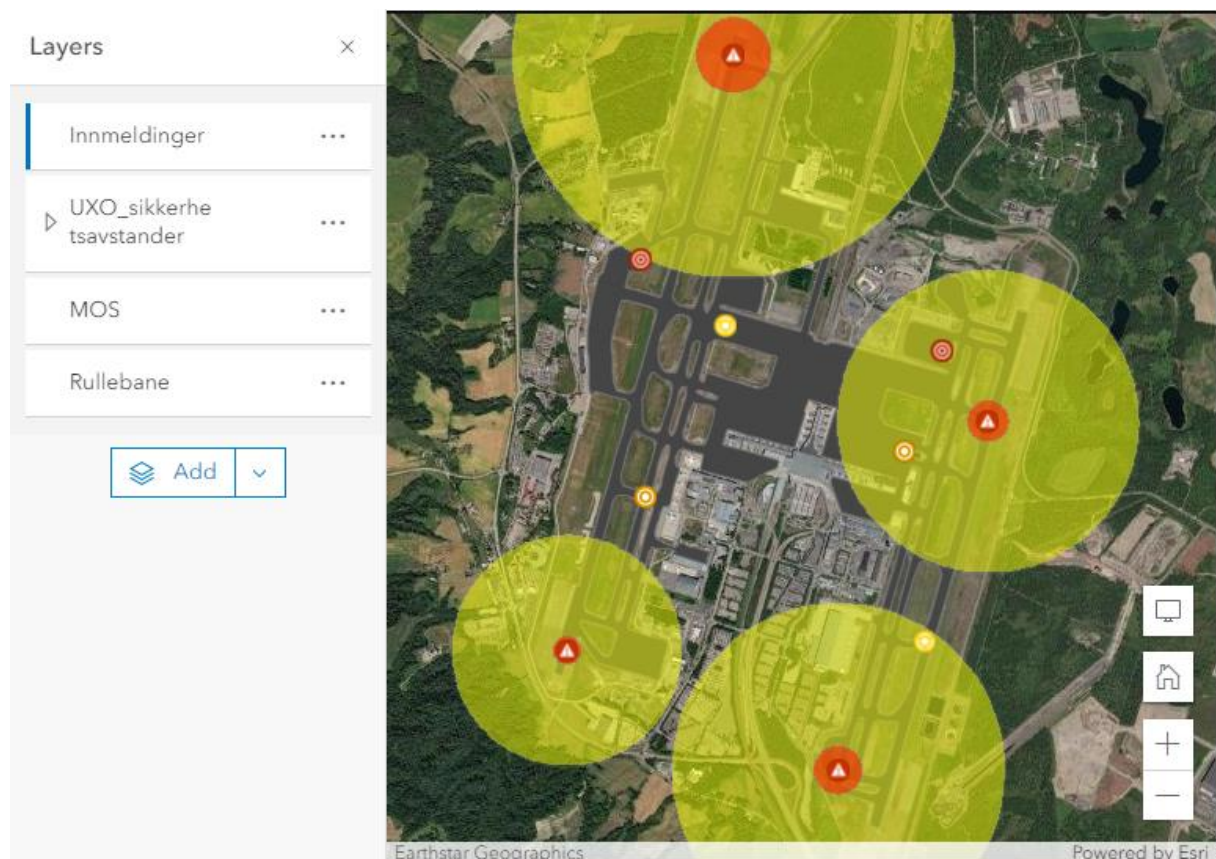 Layers
Innmeldinger
UXO_sikkerhe
tsavstander
MOS
Rullebane
Add
Earthstar Geographics
Powered by Esri